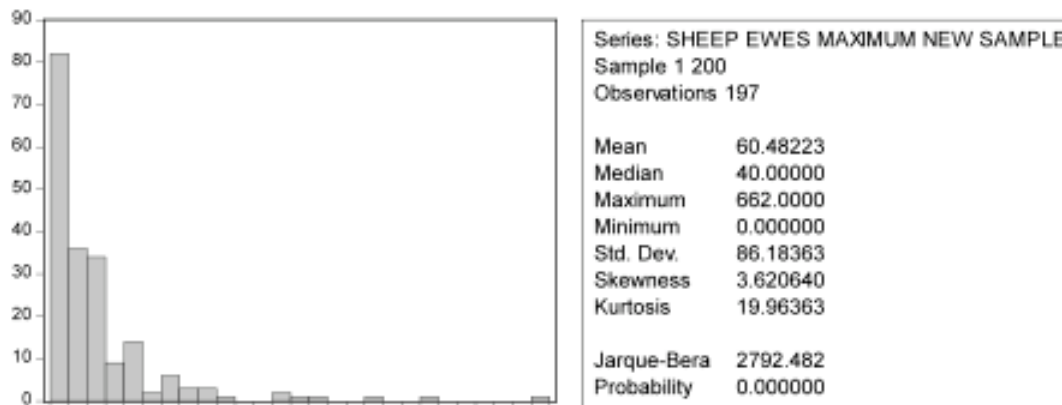 90
80
70
60
50
40
30
20
10
0
Series: SHEEP EWES MAXIMUM NEW SAMPLE
Sample 1 200
Observations 197
Mean 60.48223
Median 40.00000
Maximum 662.0000
Minimum 0.000000
Std. Dev. 86.18363
Skewness 3.620640
Kurtosis 19.96363
Jarque-Bera 2792.482
Probability 0.000000